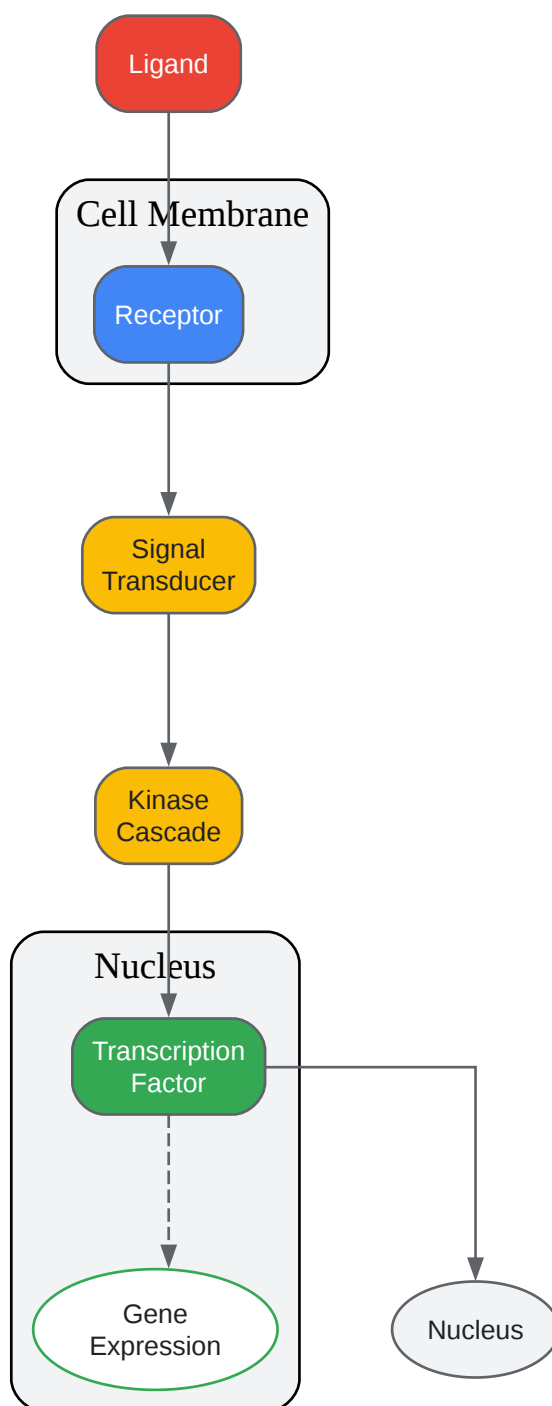 Ligand
Cell Membrane
Receptor
Signal
Transducer
Kinase
Cascade
Nucleus
Transcription
Factor
Gene
Expression
Nucleus